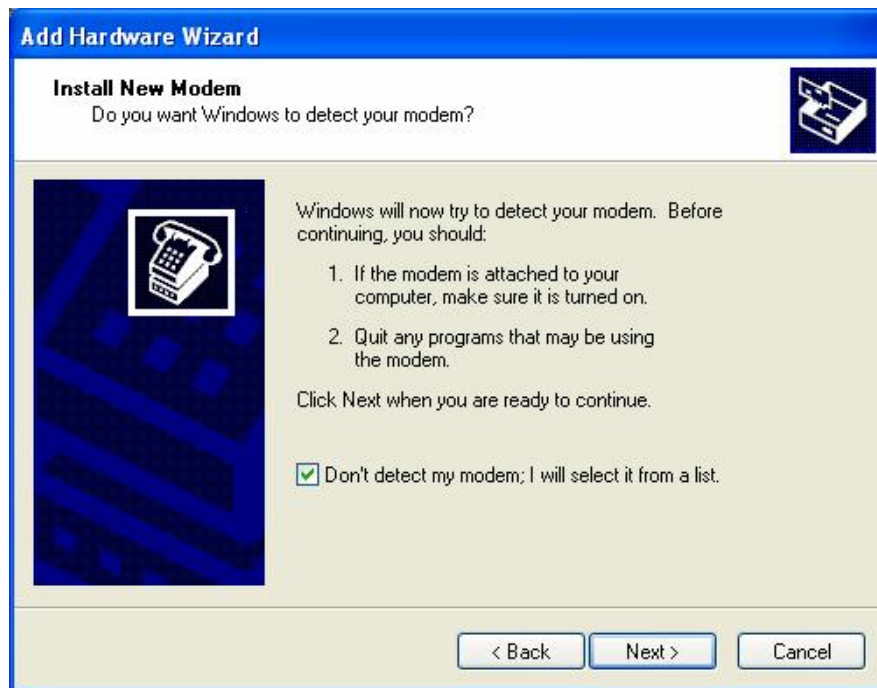 Add Hardware Wizard
Install New Modem
Do you want Windows to detect your modem?
Windows will now try to detect your modem.  Before
continuing, you should:
1. If the modem is attached to your
computer, make sure it is turned on.
2. Quit any programs that may be using
the modem.
Click Next when you are ready to continue.
Don't detect my modem; I will select it from a list.
< Back
Next >
Cancel